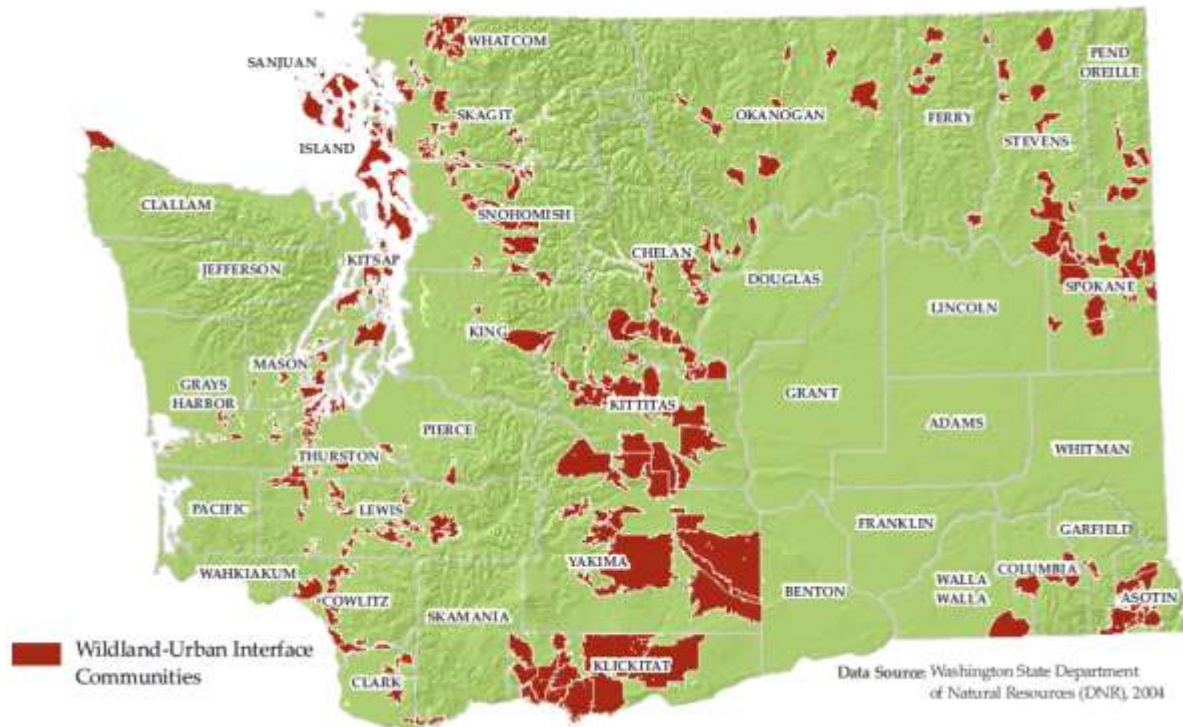 WHATCOM
SANJUAN
PEND
OREILLE
SKAGIT
OKANOGAN
FERRY
STEVENS
ISLAND
CLALLAM
SNOHOMISH
CHELAN
KITSAP
JEFFERSON
DOUGLAS
SPOKANE
LINCOLN
KING
MASON
GRAYS
HARBOR
KITTITAS
GRANT
ADAMS
PIERCE
THURSTON
WHITMAN
PACIFIC
LEWIS
FRANKLIN
GARFIELD
YAKIMA
WAHKIAKUM
COLUMBIA
BENTON
WALLA
WALLA
ASOTIN
COWLITZ
SKAMANIA
KLICKITAT
CLARK
Wildland-Urban Interface
Communities
Data Source: Washington State Department
of Natural Resources (DNR), 2004